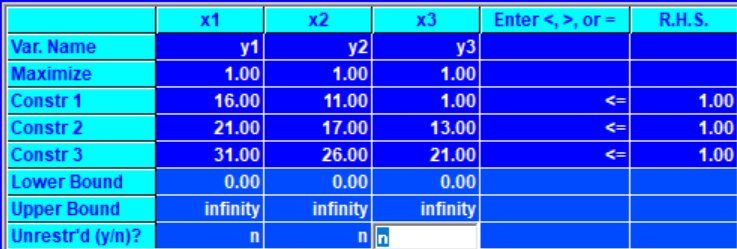 x1 x2 x3 Enter <, >, or = R.H.S.
Var. Name y1 y2 y3
Maximize 1.00 1.00 1.00
Constr 1 16.00 11.00 1.00 <= 1.00
Constr 2 21.00 17.00 13.00 <= 1.00
Constr 3 31.00 26.00 21.00 <= 1.00
Lower Bound 0.00 0.00 0.00
Upper Bound infinity infinity infinity
Unrestr'd (y/n)? n n n